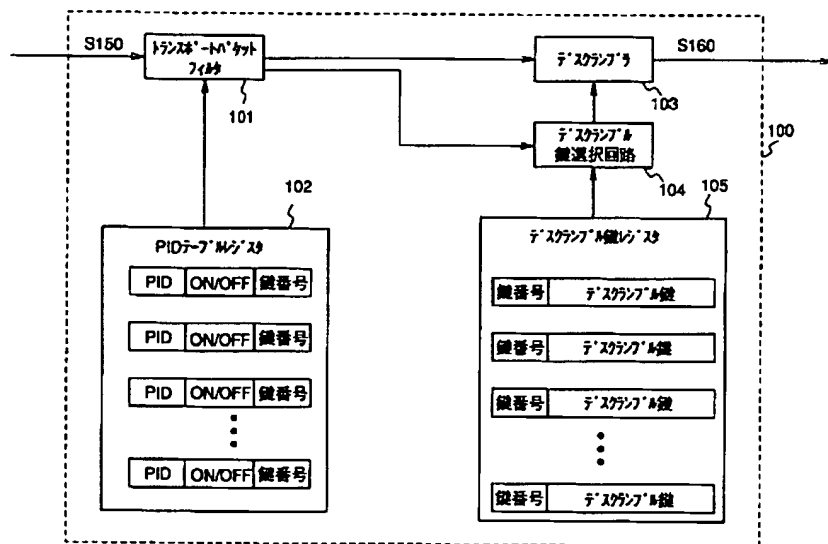 S150
トランスポートパケット
フィルタ
101
デスクランブラ
103
S160
100
デスクランブル
鍵選択回路
104
102
PIDテーブルレジスタ
PID ON/OFF 鍵番号
PID ON/OFF 鍵番号
PID ON/OFF 鍵番号
PID ON/OFF 鍵番号
105
デスクランブル鍵レジスタ
鍵番号 デスクランブル鍵
鍵番号 デスクランブル鍵
鍵番号 デスクランブル鍵
鍵番号 デスクランブル鍵